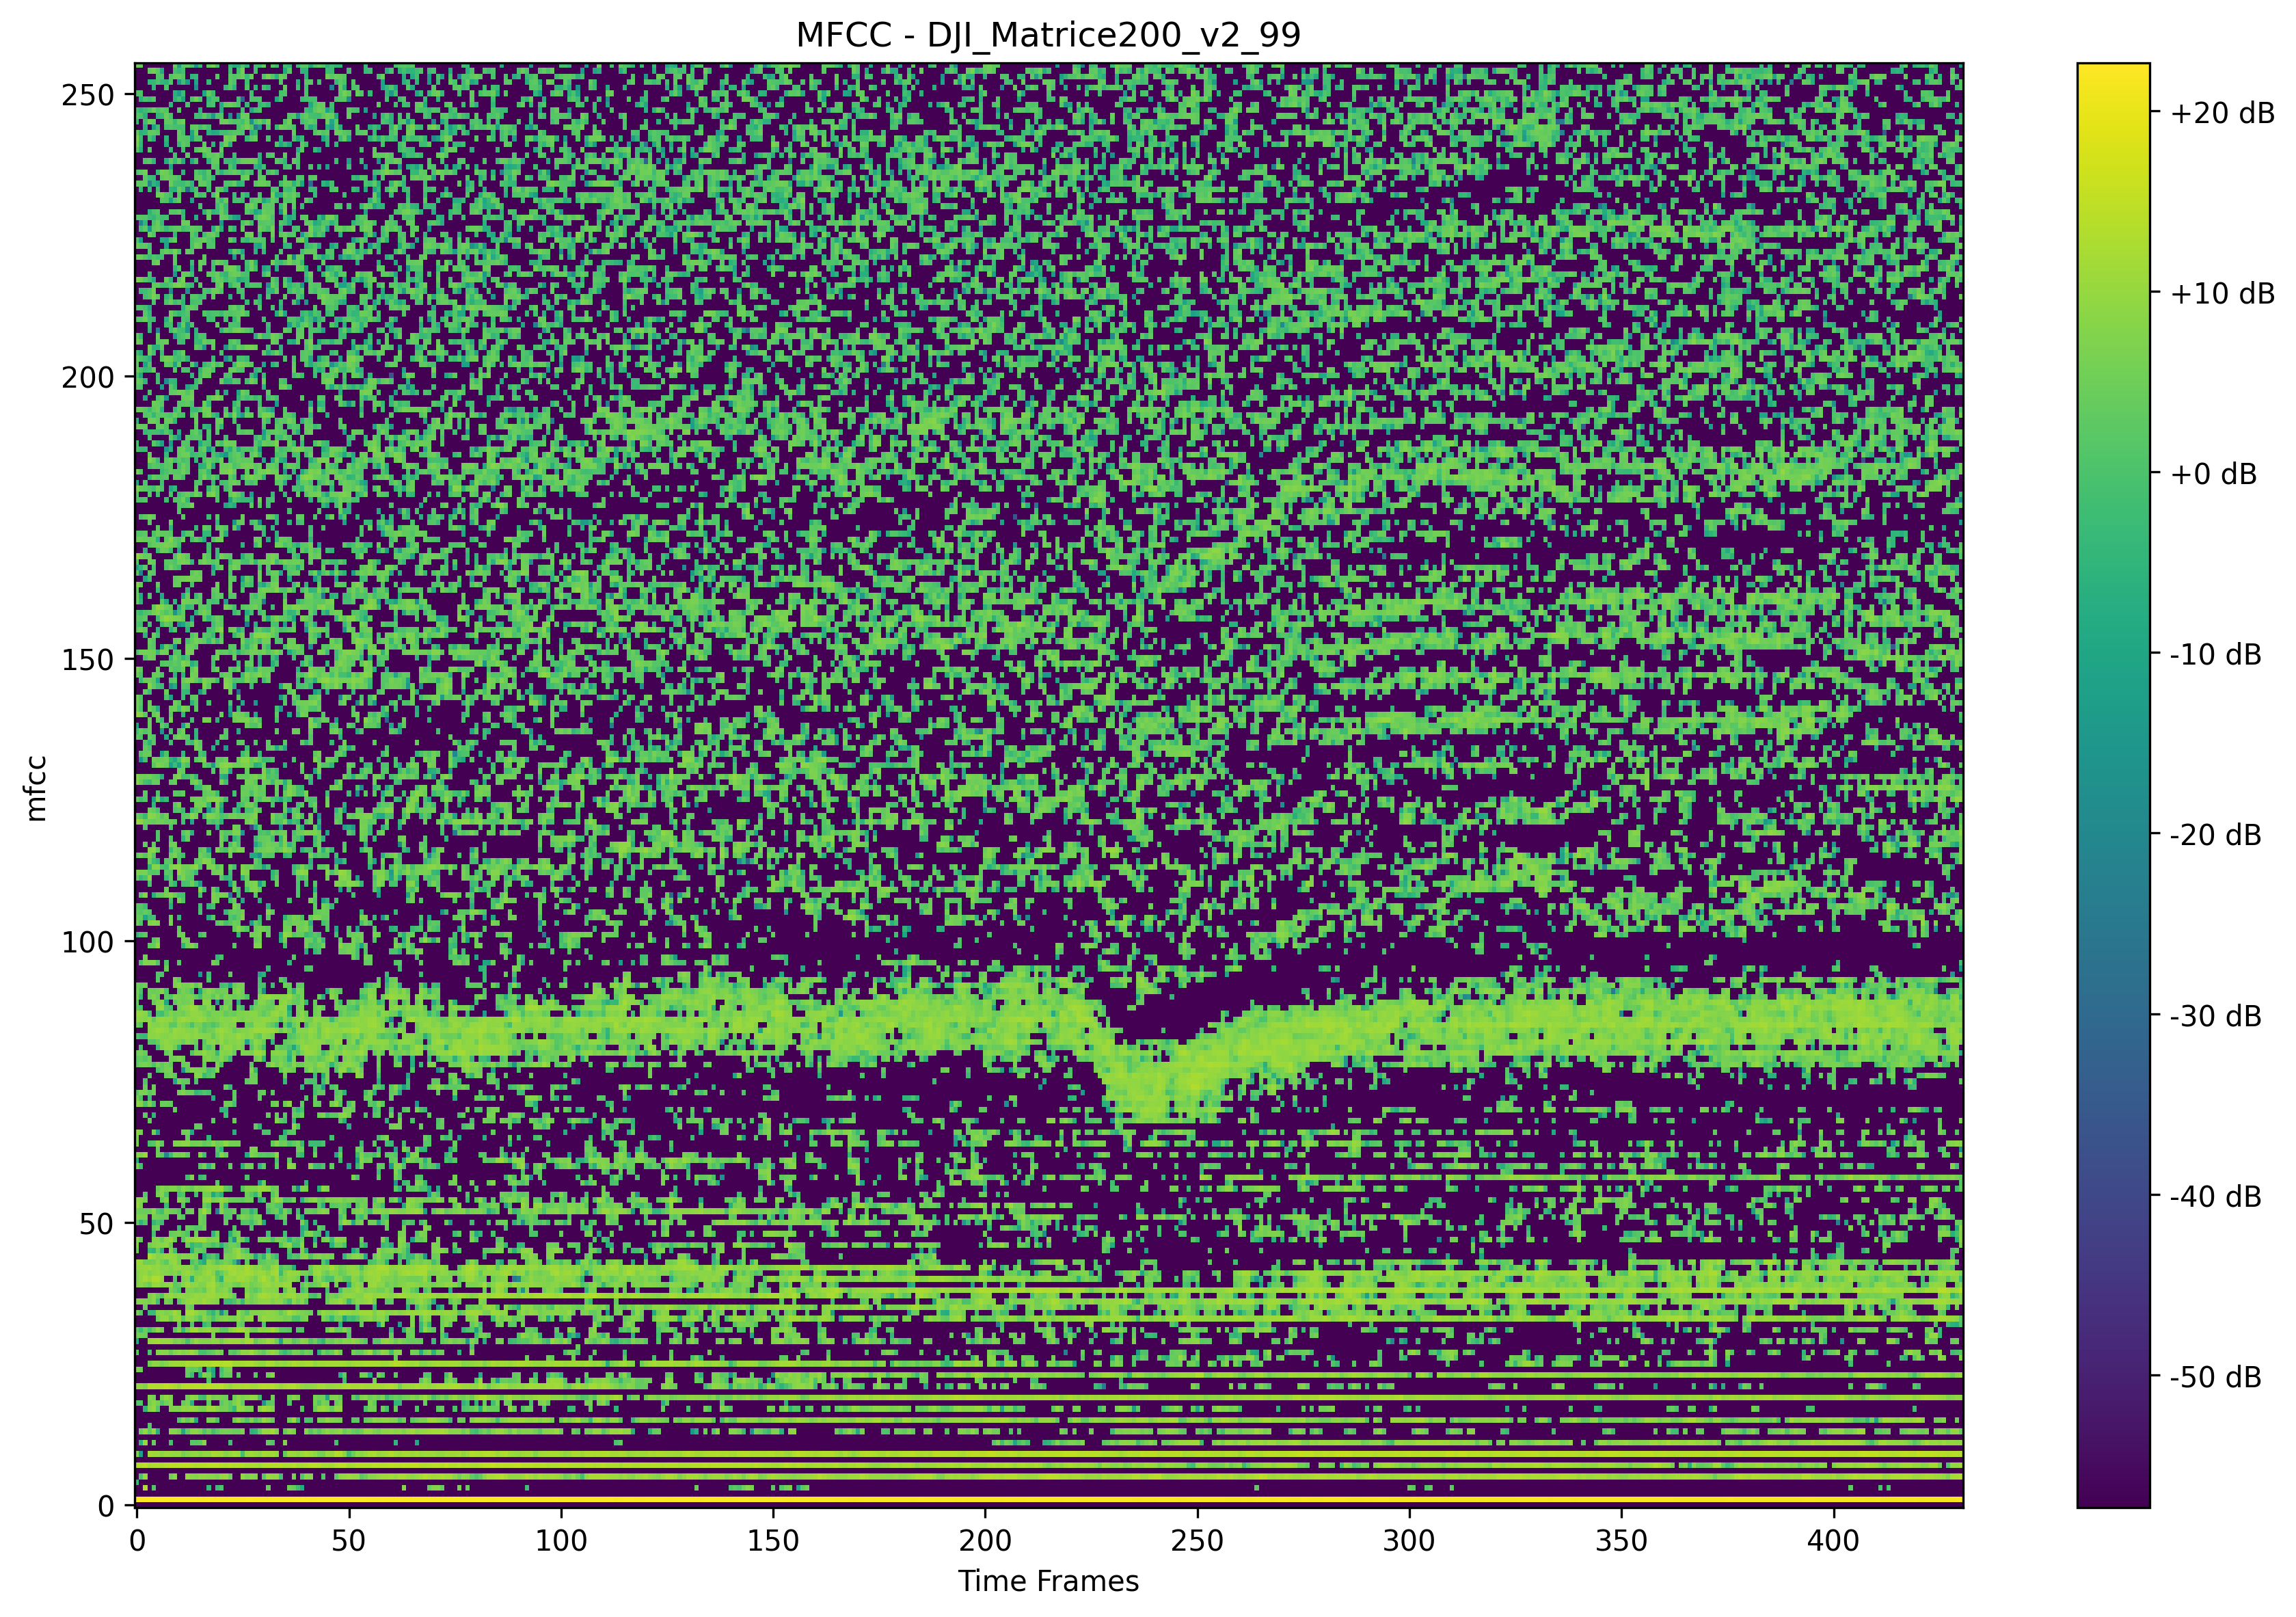 MFCC - DJI_Matrice200_v2_99
250
200
150
100
50
0
mfcc
0 50 100 150 200 250 300 350 400
Time Frames
+20 dB
+10 dB
+0 dB
-10 dB
-20 dB
-30 dB
-40 dB
-50 dB